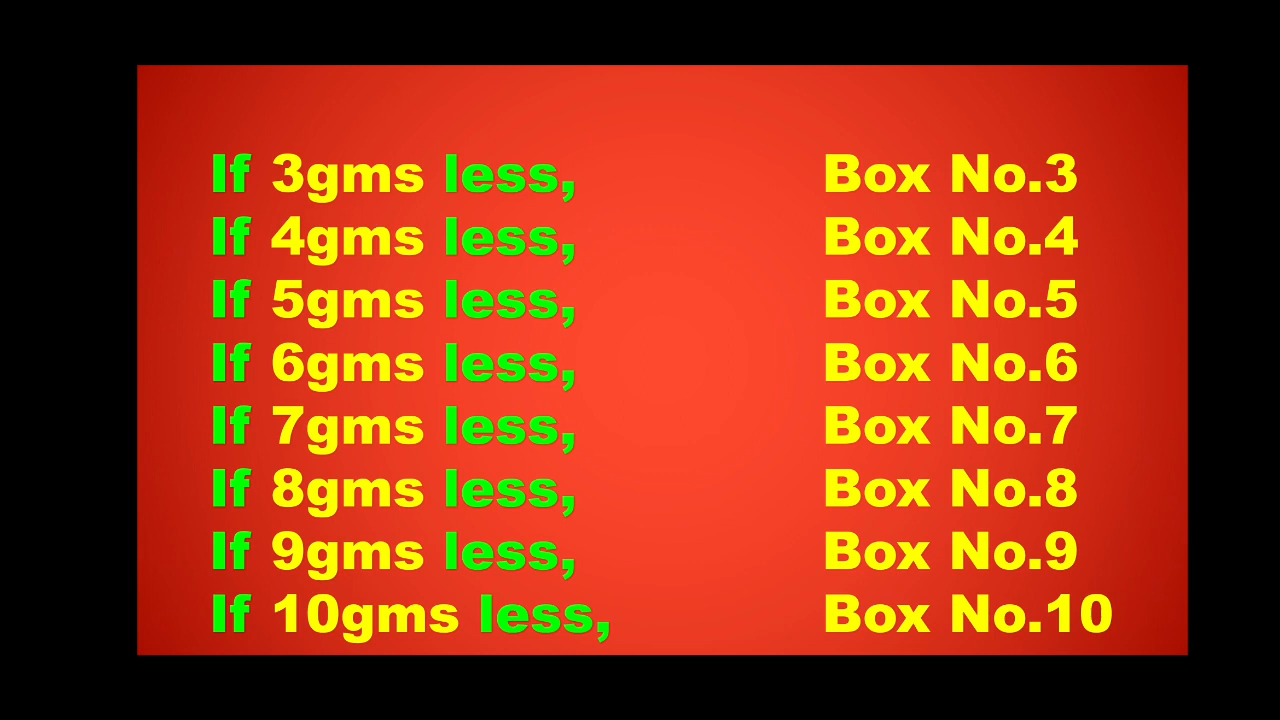 If 3gms less, Box No.3
If 4gms less, Box No.4
If 5gms less, Box No.5
If 6gms less, Box No.6
If 7gms less, Box No.7
If 8gms less, Box No.8
If 9gms less, Box No.9
If 10gms less, Box No.10